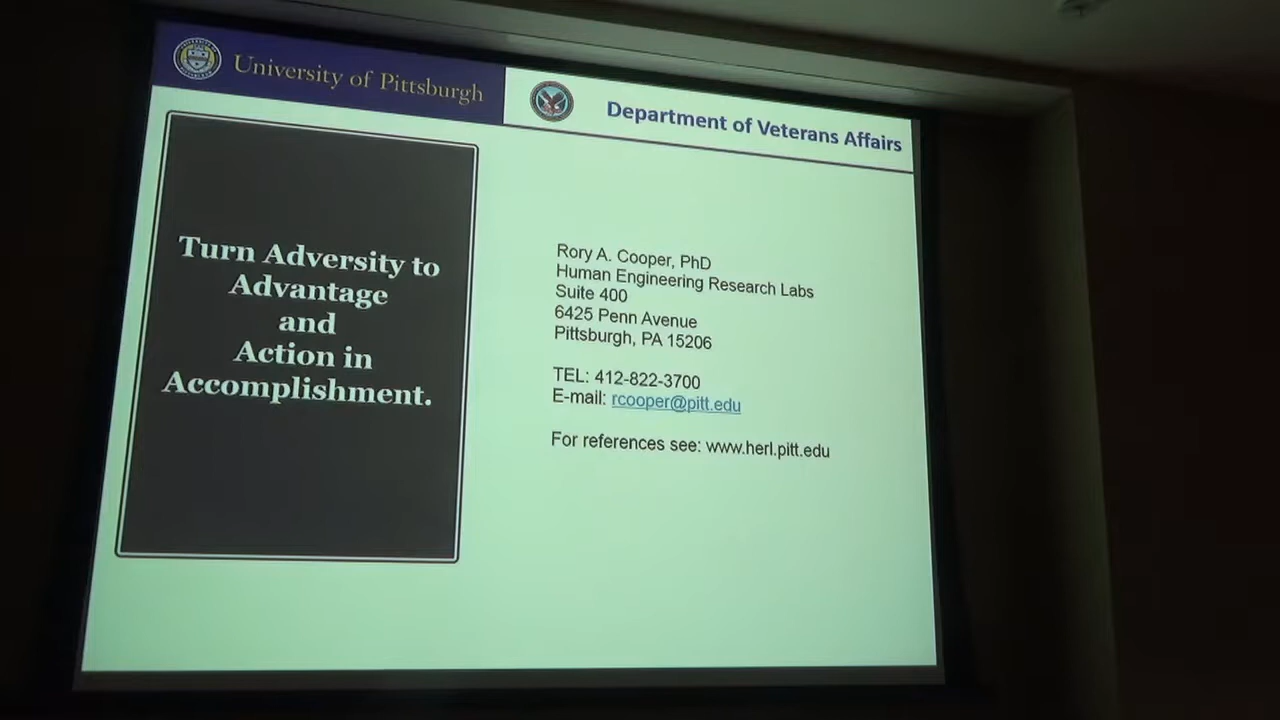 University of Pittsburgh
Department of Veterans Affairs
Turn Adversity to
Advantage
and
Action in
Accomplishment.
Rory A. Cooper, PhD
Human Engineering Research Labs
Suite 400
6425 Penn Avenue
Pittsburgh, PA 15206
TEL: 412-822-3700
E-mail: rcooper@pitt.edu
For references see: www.herl.pitt.edu